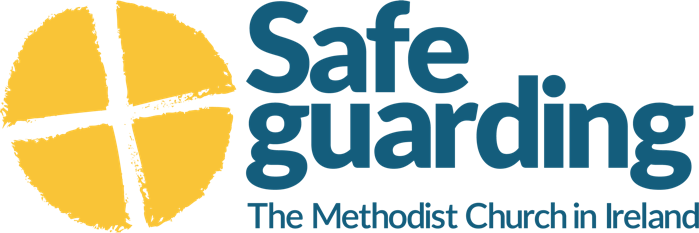 Safe
guarding
The Methodist Church in Ireland